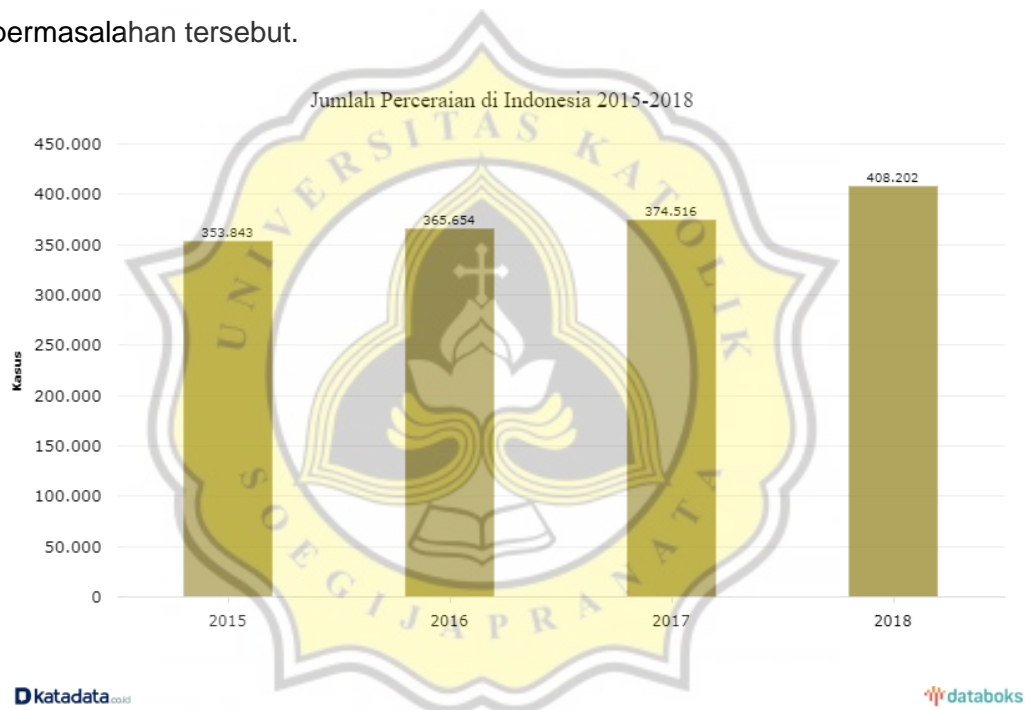 permasalahan tersebut.
Jumlah Perceraian di Indonesia 2015-2018
450.000
400.000
350.000
300.000
250.000
200.000
150.000
100.000
50.000
0
Kasus
353.843
365.654
374.516
408.202
2015
2016
2017
2018
UNIVERSITAS KATOLIK
SOEGIJAPRANATA
katadata.co.id
databoks